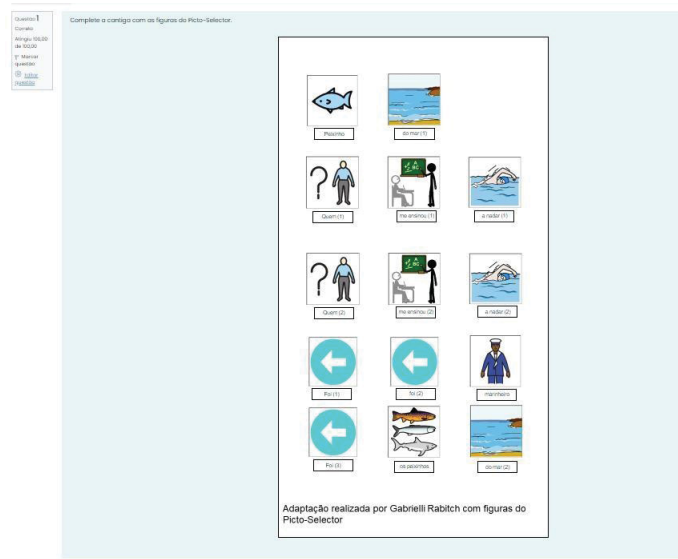 Questão 1
Correto
Atingiu 100,00
de 100,00
Marcar
questão
Editar
questão
Complete a cantiga com as figuras do Picto-Selector.
Peixinho
do mar (1)
Quem (1)
me ensinou (1)
a nadar (1)
Quem (2)
me ensinou (2)
a nadar (2)
Foi (1)
foi (2)
marinheiro
Foi (3)
os peixinhos
do mar (2)
Adaptação realizada por Gabrielli Rabitch com figuras do
Picto-Selector